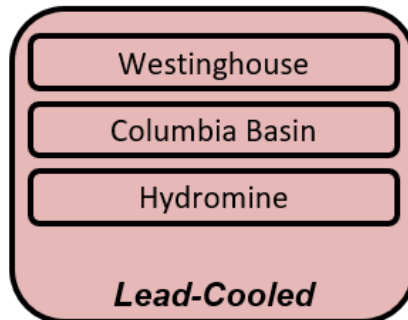 Westinghouse
Columbia Basin
Hydromine
Lead-Cooled